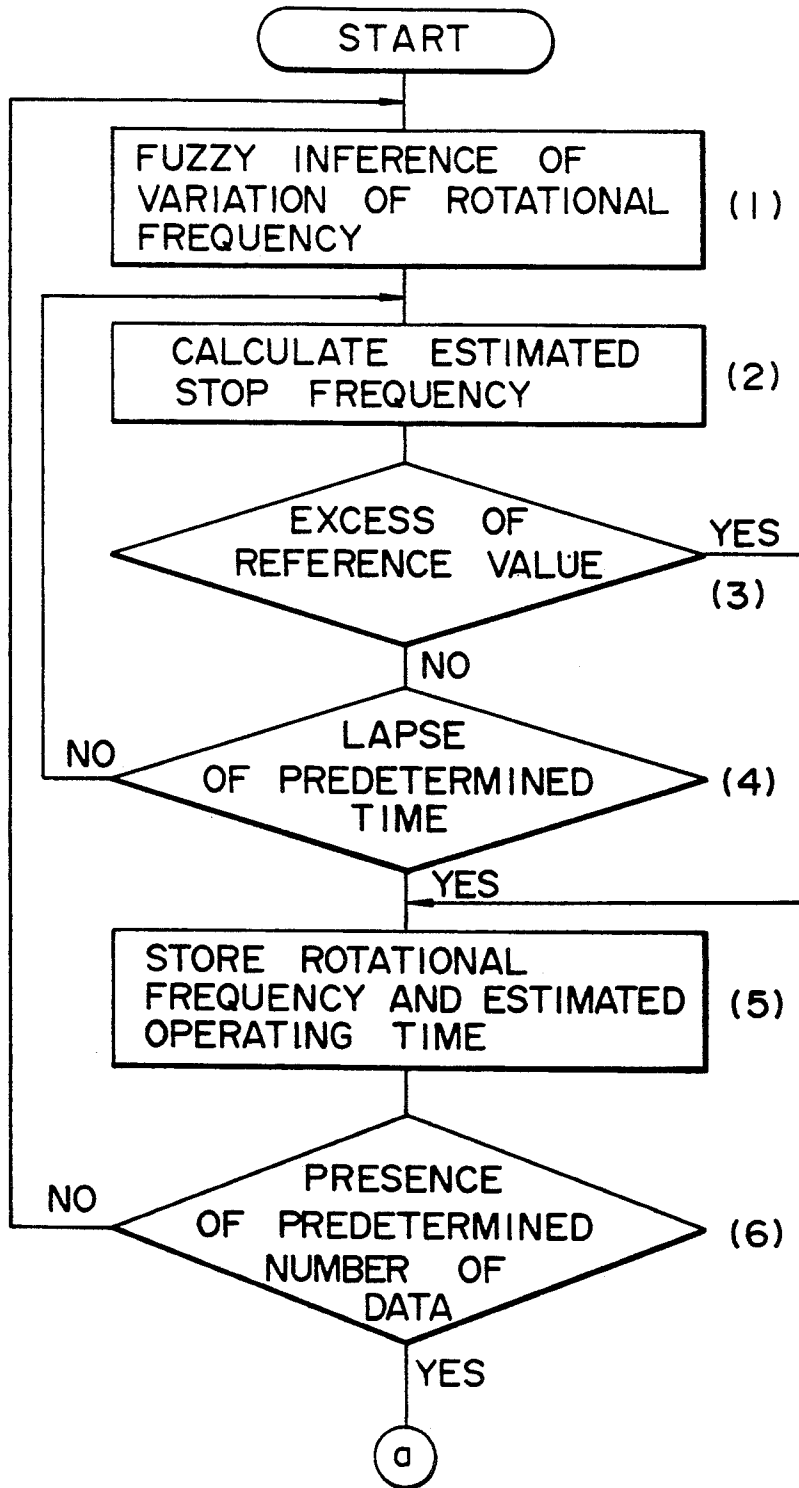 START
FUZZY INFERENCE OF
VARIATION OF ROTATIONAL
FREQUENCY
(1)
CALCULATE ESTIMATED
STOP FREQUENCY
(2)
EXCESS OF
REFERENCE VALUE
YES
(3)
NO
LAPSE
OF PREDETERMINED
TIME
NO
(4)
YES
STORE ROTATIONAL
FREQUENCY AND ESTIMATED
OPERATING TIME
(5)
PRESENCE
OF PREDETERMINED
NUMBER OF
DATA
NO
(6)
YES
a